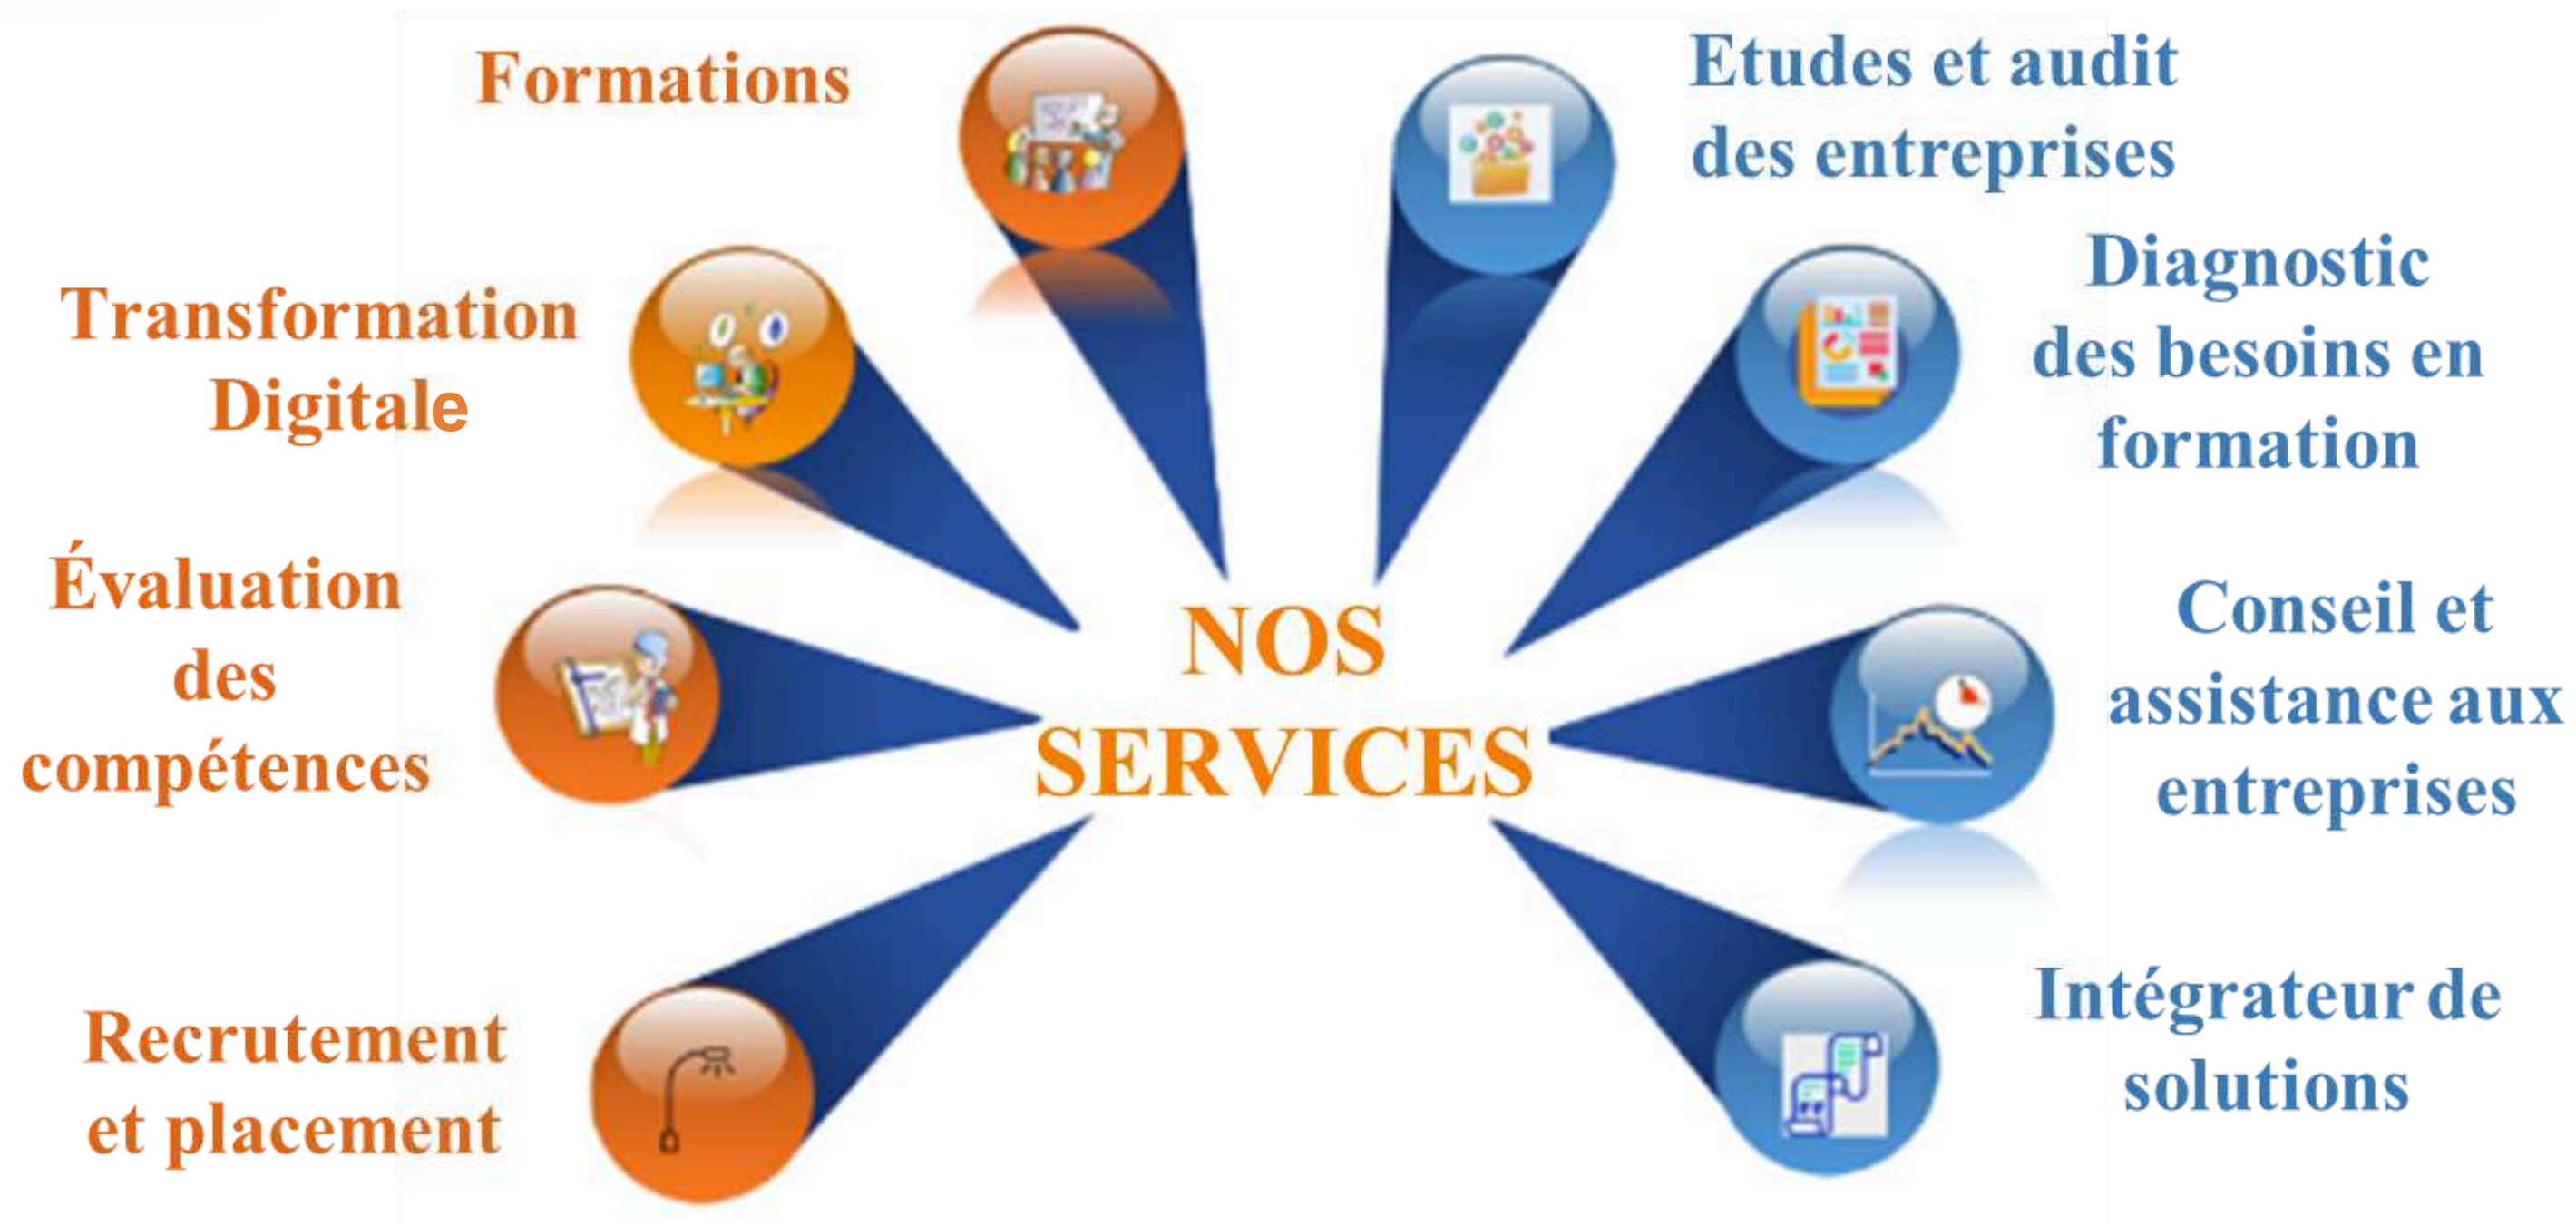 Formations
Transformation
Digitale
Évaluation
des
compétences
Recrutement
et placement
NOS
SERVICES
Etudes et audit
des entreprises
Diagnostic
des besoins en
formation
Conseil et
assistance aux
entreprises
Intégrateur de
solutions